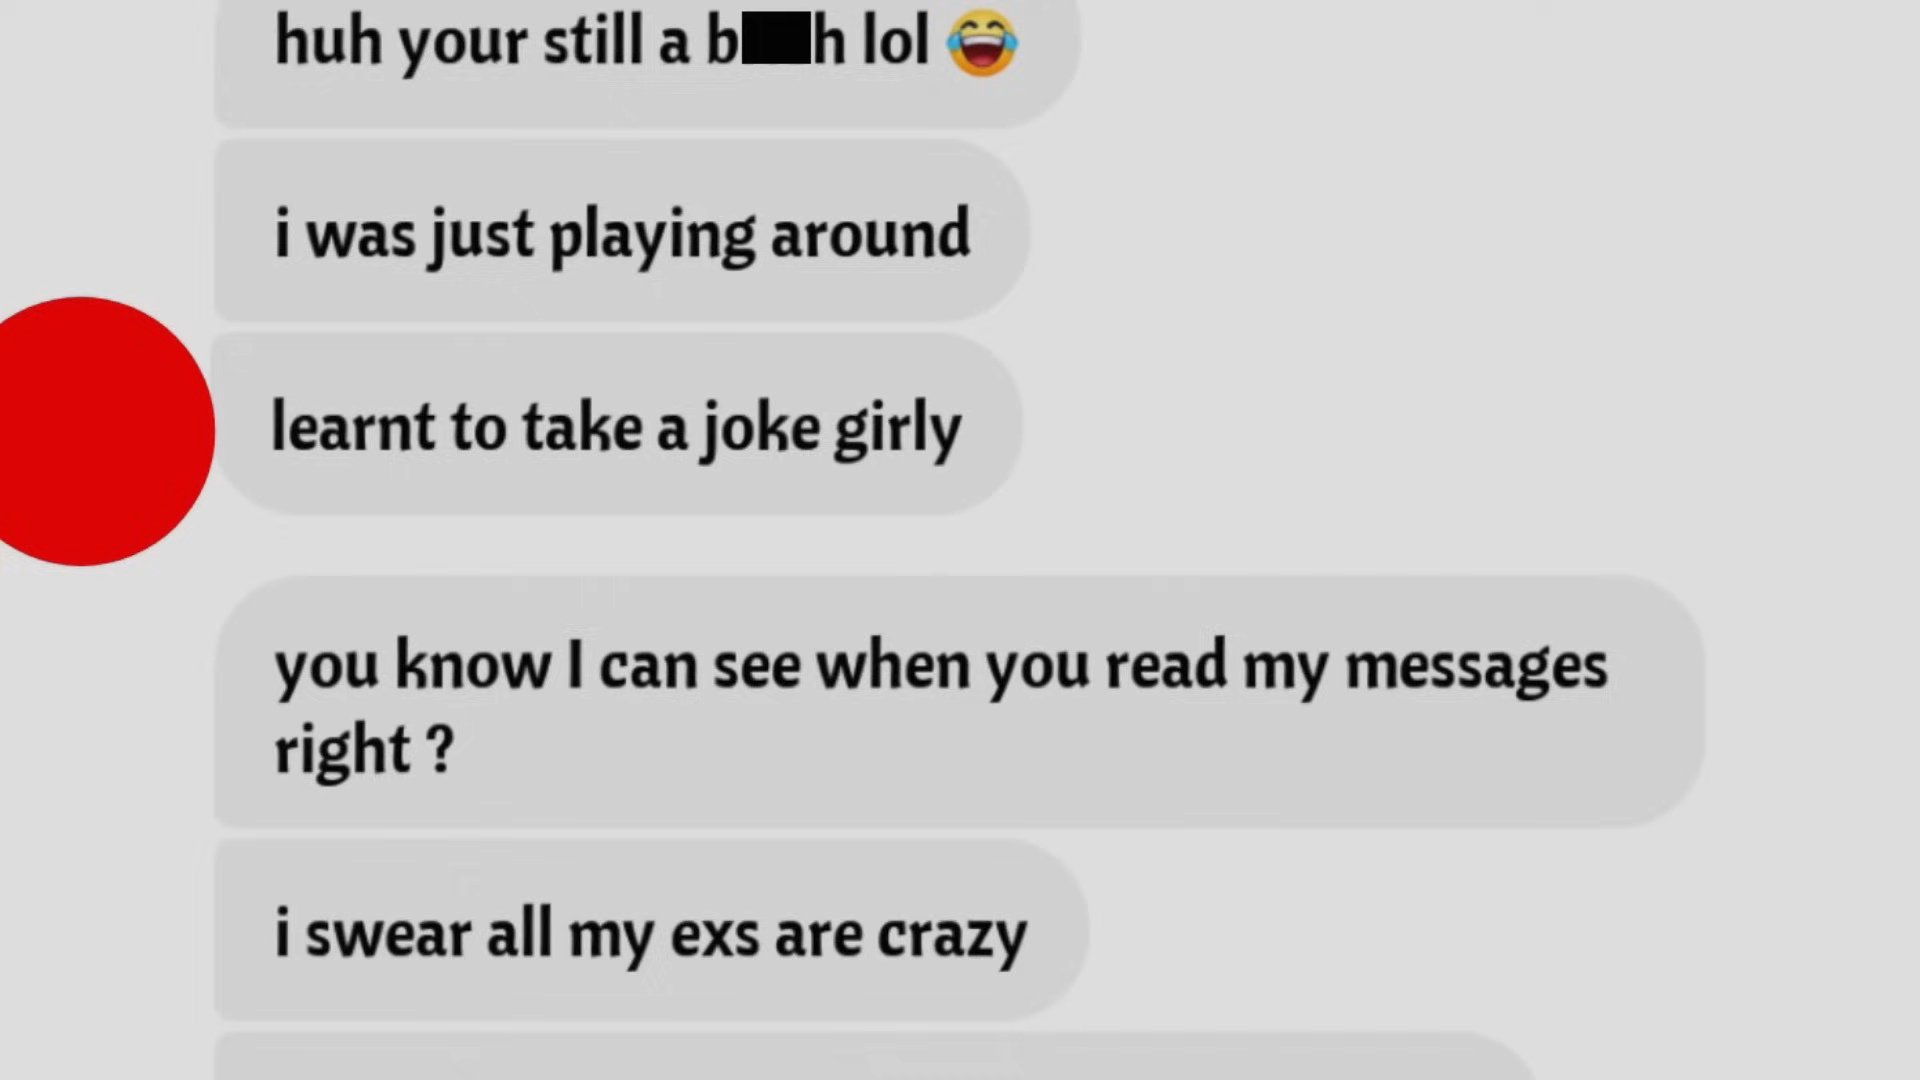 huh your still a b██h lol 😂
i was just playing around
learnt to take a joke girly
you know I can see when you read my messages
right ?
i swear all my exs are crazy